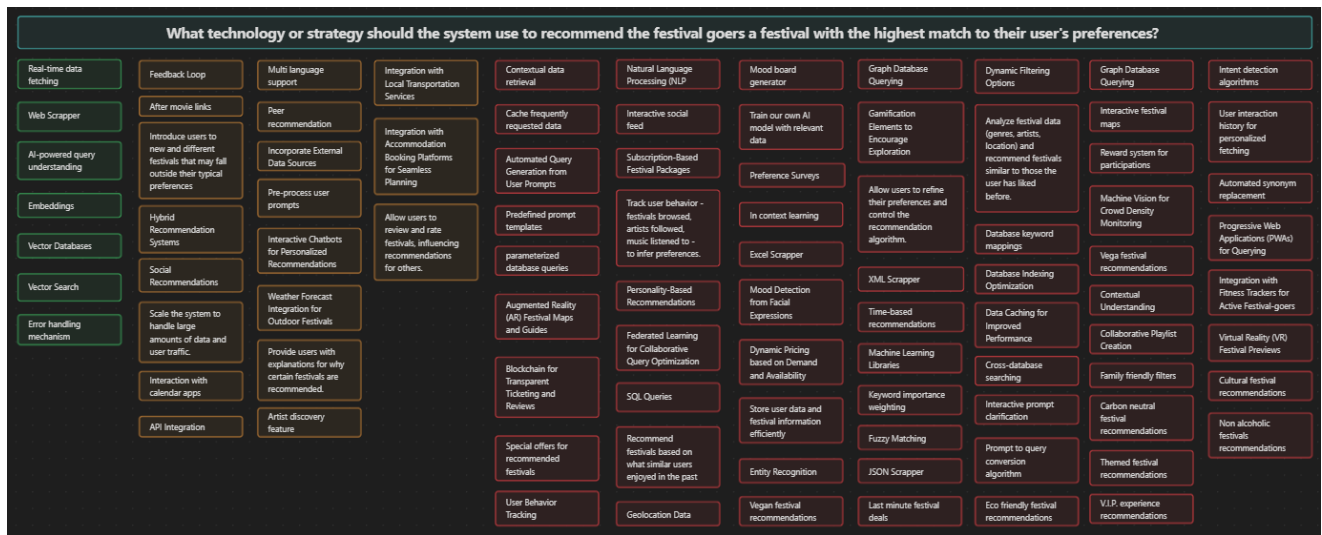 What technology or strategy should the system use to recommend the festival goers a festival with the highest match to their user's preferences?
Real-time data
fetching
Web Scrapper
AI-powered query
understanding
Embeddings
Vector Databases
Vector Search
Error handling
mechanism
Feedback Loop
After movie links
Introduce users to
new and different
festivals that may fall
outside their typical
preferences
Hybrid
Recommendation
Systems
Social
Recommendations
Scale the system to
handle large
amounts of data and
user traffic.
Interaction with
calendar apps
API Integration
Multi language
support
Peer
recommendation
Incorporate External
Data Sources
Pre-process user
prompts
Interactive Chatbots
for Personalized
Recommendations
Weather Forecast
Integration for
Outdoor Festivals
Provide users with
explanations for why
certain festivals are
recommended.
Artist discovery
feature
Integration with
Local Transportation
Services
Integration with
Accommodation
Booking Platforms
for Seamless
Planning
Allow users to
review and rate
festivals, influencing
recommendations
for others.
Contextual data
retrieval
Cache frequently
requested data
Automated Query
Generation from
User Prompts
Predefined prompt
templates
parameterized
database queries
Augmented Reality
(AR) Festival Maps
and Guides
Blockchain for
Transparent
Ticketing and
Reviews
Special offers for
recommended
festivals
User Behavior
Tracking
Natural Language
Processing (NLP
Interactive social
feed
Subscription-Based
Festival Packages
Track user behavior -
festivals browsed,
artists followed,
music listened to -
to infer preferences.
Personality-Based
Recommendations
Federated Learning
for Collaborative
Query Optimization
SQL Queries
Recommend
festivals based on
what similar users
enjoyed in the past
Geolocation Data
Mood board
generator
Train our own AI
model with relevant
data
Preference Surveys
In context learning
Excel Scrapper
Mood Detection
from Facial
Expressions
Dynamic Pricing
based on Demand
and Availability
Store user data and
festival information
efficiently
Entity Recognition
Vegan festival
recommendations
Graph Database
Querying
Gamification
Elements to
Encourage
Exploration
Allow users to refine
their preferences and
control the
recommendation
algorithm.
XML Scrapper
Time-based
recommendations
Machine Learning
Libraries
Keyword importance
weighting
Fuzzy Matching
JSON Scrapper
Last minute festival
deals
Dynamic Filtering
Options
Analyze festival data
(genres, artists,
location) and
recommend festivals
similar to those the
user has liked
before.
Database keyword
mappings
Database Indexing
Optimization
Data Caching for
Improved
Performance
Cross-database
searching
Interactive prompt
clarification
Prompt to query
conversion
algorithm
Eco friendly festival
recommendations
Graph Database
Querying
Interactive festival
maps
Reward system for
participations
Machine Vision for
Crowd Density
Monitoring
Vega festival
recommendations
Contextual
Understanding
Collaborative Playlist
Creation
Family friendly filters
Carbon neutral
festival
recommendations
Themed festival
recommendations
V.I.P. experience
recommendations
Intent detection
algorithms
User interaction
history for
personalized
fetching
Automated synonym
replacement
Progressive Web
Applications (PWAs)
for Querying
Integration with
Fitness Trackers for
Active Festival-goers
Virtual Reality (VR)
Festival Previews
Cultural festival
recommendations
Non alcoholic
festivals
recommendations